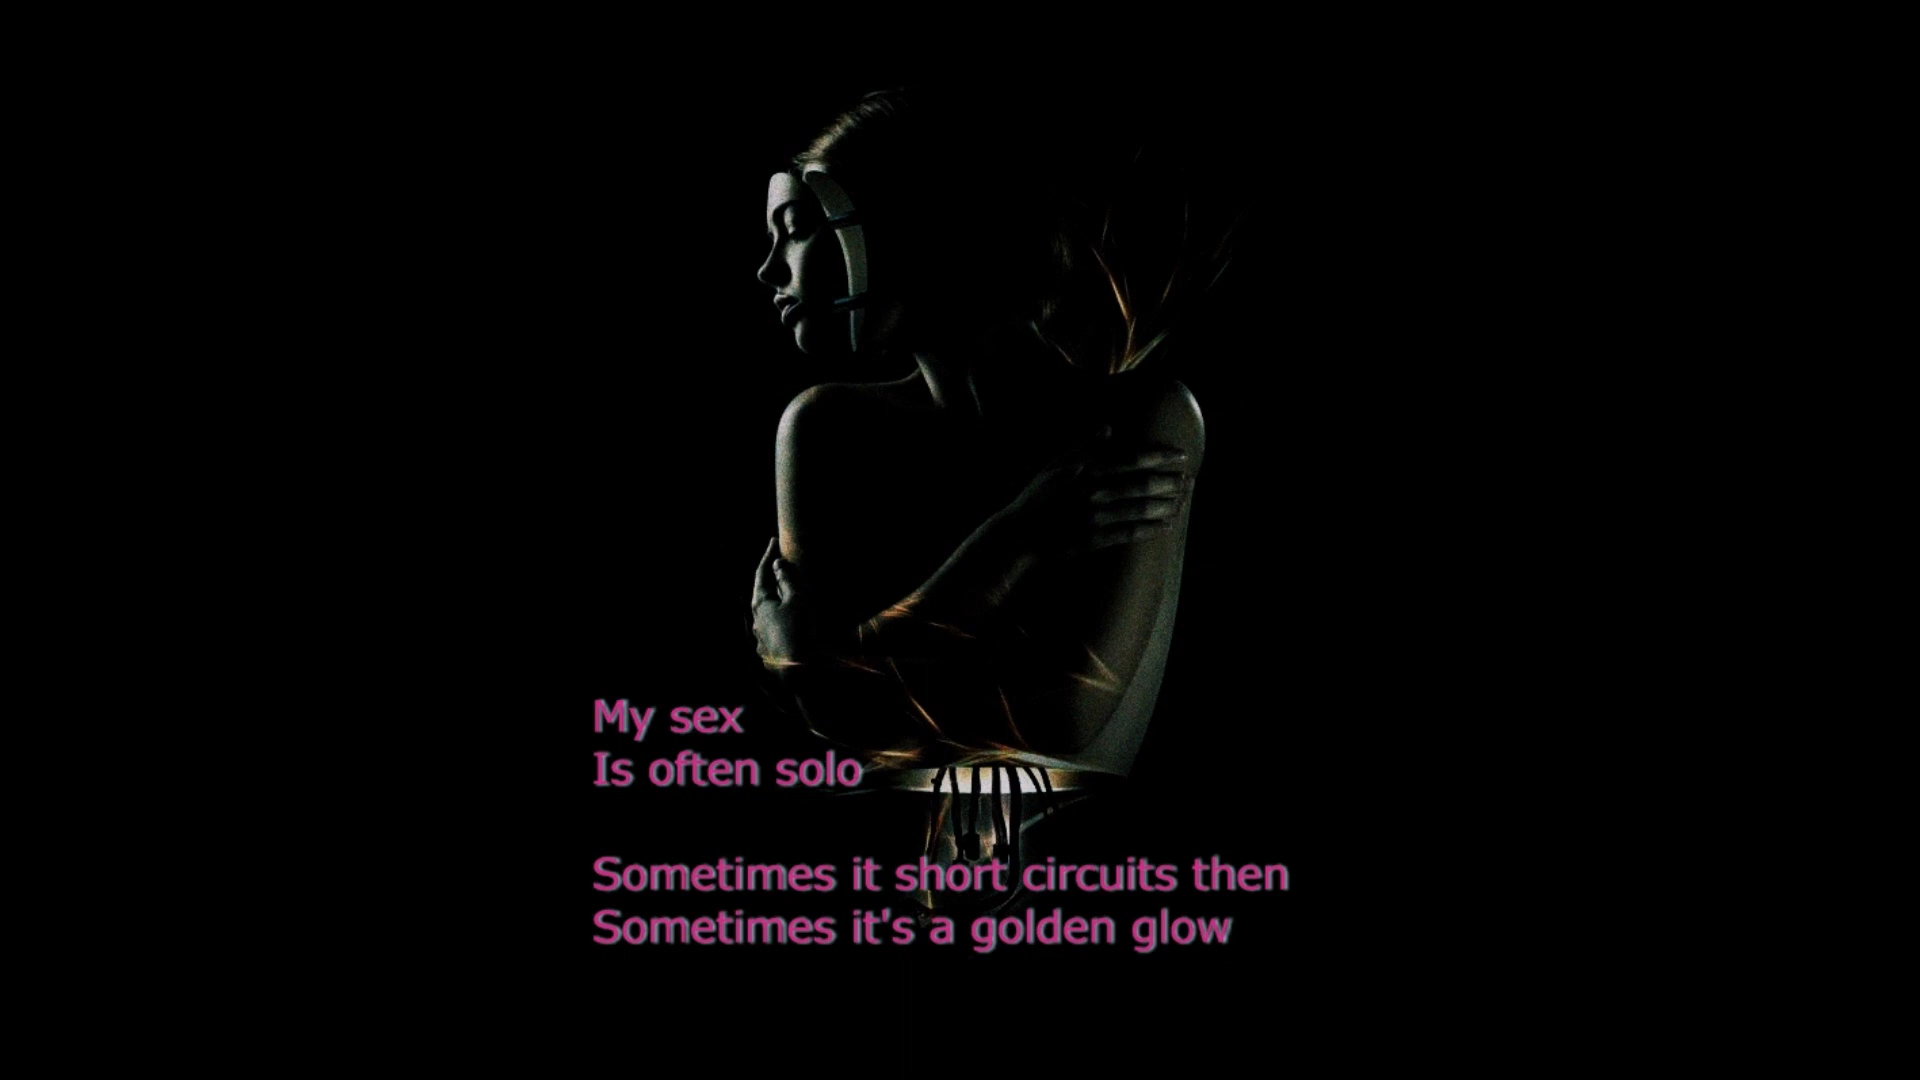 My sex
Is often solo
Sometimes it short circuits then
Sometimes it's a golden glow